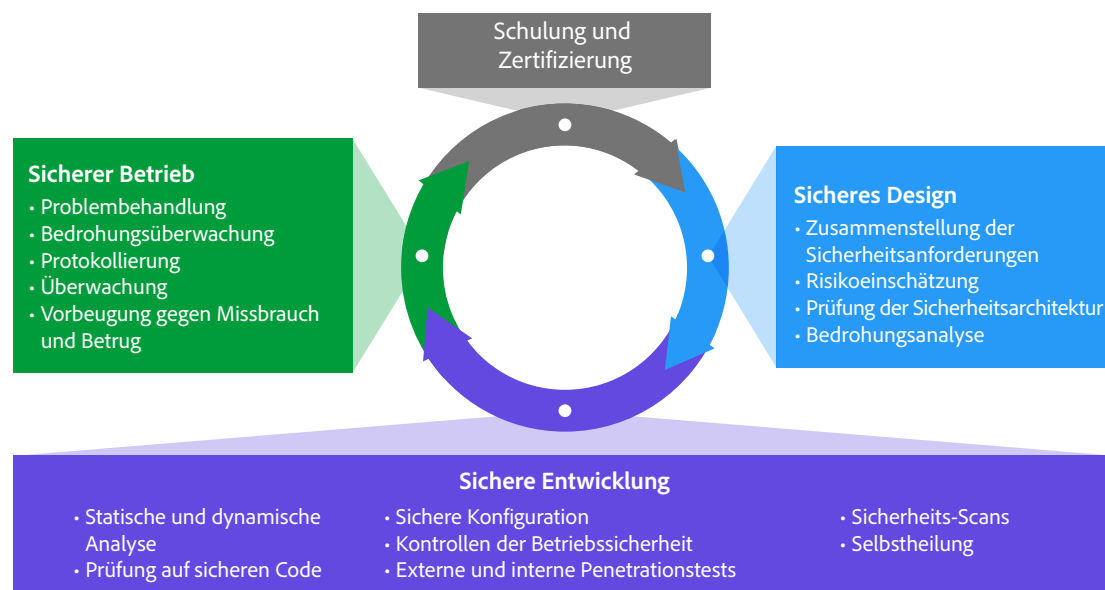 Schulung und
Zertifizierung
Sicherer Betrieb
• Problembehandlung
• Bedrohungsüberwachung
• Protokollierung
• Überwachung
• Vorbeugung gegen Missbrauch
und Betrug
Sicheres Design
• Zusammenstellung der
Sicherheitsanforderungen
• Risikoeinschätzung
• Prüfung der Sicherheitsarchitektur
• Bedrohungsanalyse
Sichere Entwicklung
• Statische und dynamische
Analyse
• Prüfung auf sicheren Code
• Sichere Konfiguration
• Kontrollen der Betriebssicherheit
• Externe und interne Penetrationstests
• Sicherheits-Scans
• Selbstheilung